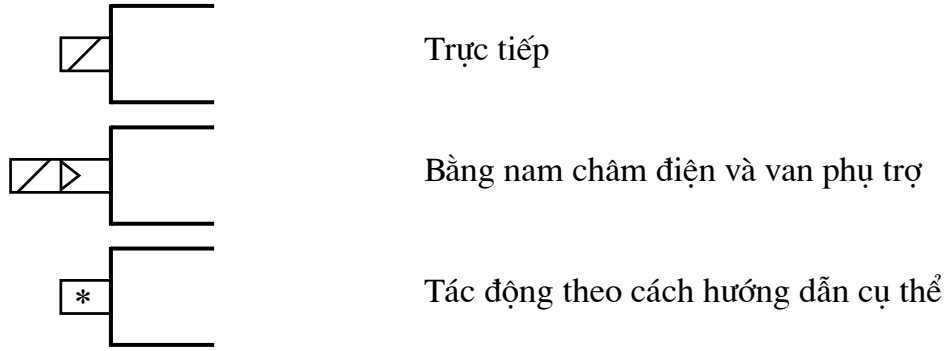 Trực tiếp
Bằng nam châm điện và van phụ trợ
* Tác động theo cách hướng dẫn cụ thể